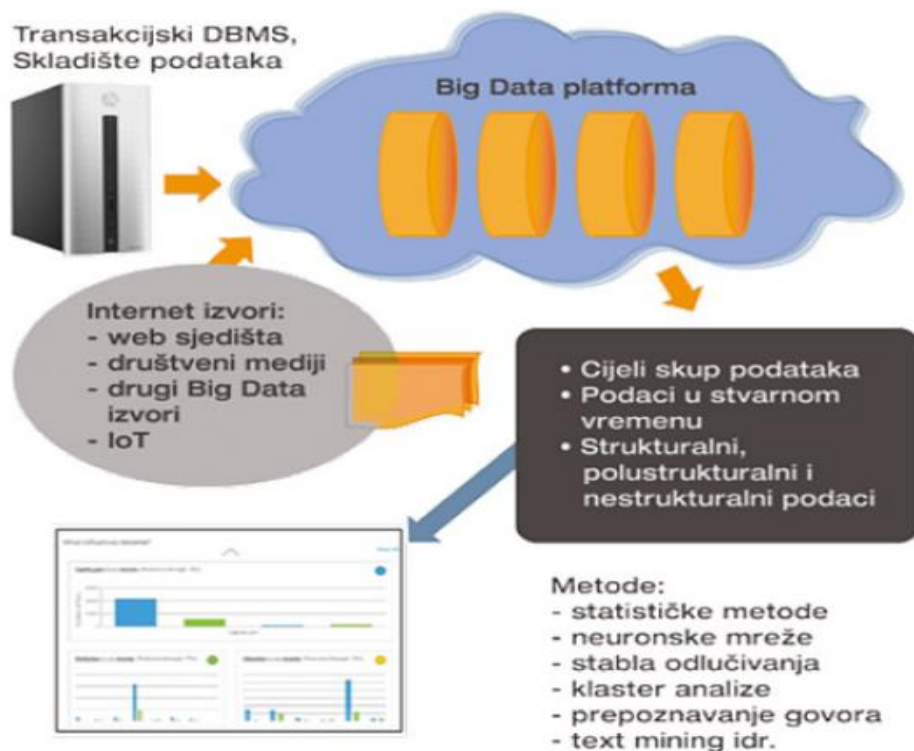 Transakcijski DBMS,
Skladište podataka
Big Data platforma
Internet izvori:
- web sjedišta
- društveni mediji
- drugi Big Data
izvori
- IoT
• Cijeli skup podataka
• Podaci u stvarnom
vremenu
• Strukturalni,
polustrukturalni i
nestrukturalni podaci
Metode:
- statističke metode
- neuronske mreže
- stabla odlučivanja
- klaster analize
- prepoznavanje govora
- text mining idr.